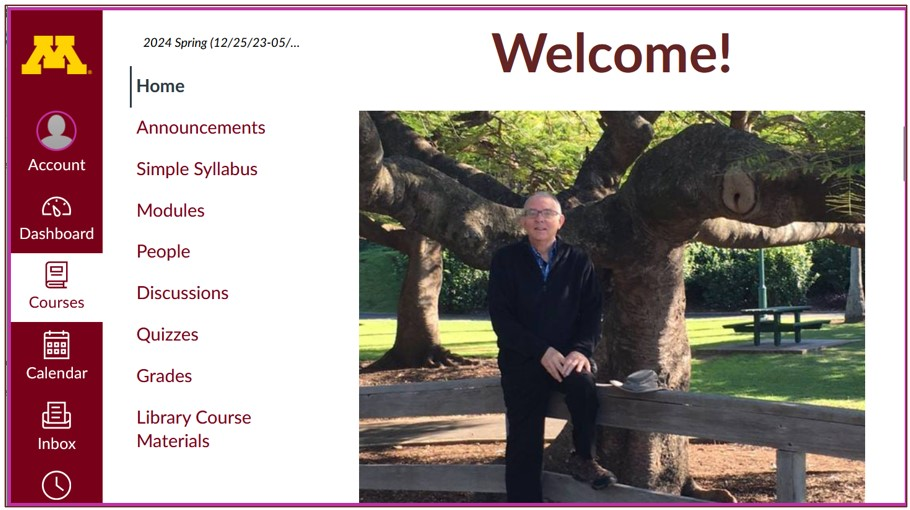 M
Account
Dashboard
Courses
Calendar
Inbox
2024 Spring (12/25/23-05/...
Home
Announcements
Simple Syllabus
Modules
People
Discussions
Quizzes
Grades
Library Course
Materials
Welcome!